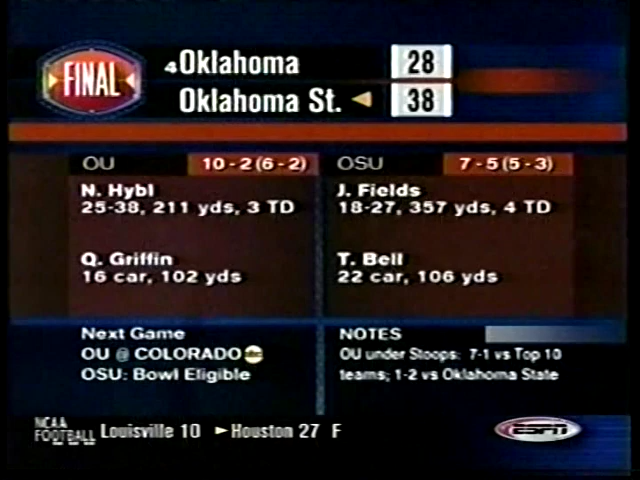 FINAL
4 Oklahoma 28
Oklahoma St. ◄ 38
OU 10-2 (6-2)
N. Hybl
25-38, 211 yds, 3 TD
Q. Griffin
16 car, 102 yds
OSU 7-5 (5-3)
J. Fields
18-27, 357 yds, 4 TD
T. Bell
22 car, 106 yds
Next Game
OU @ COLORADO abc
OSU: Bowl Eligible
NOTES
OU under Stoops: 7-1 vs Top 10
teams; 1-2 vs Oklahoma State
NCAA
FOOTBALL
Louisville 10 ►Houston 27 F
ESPN